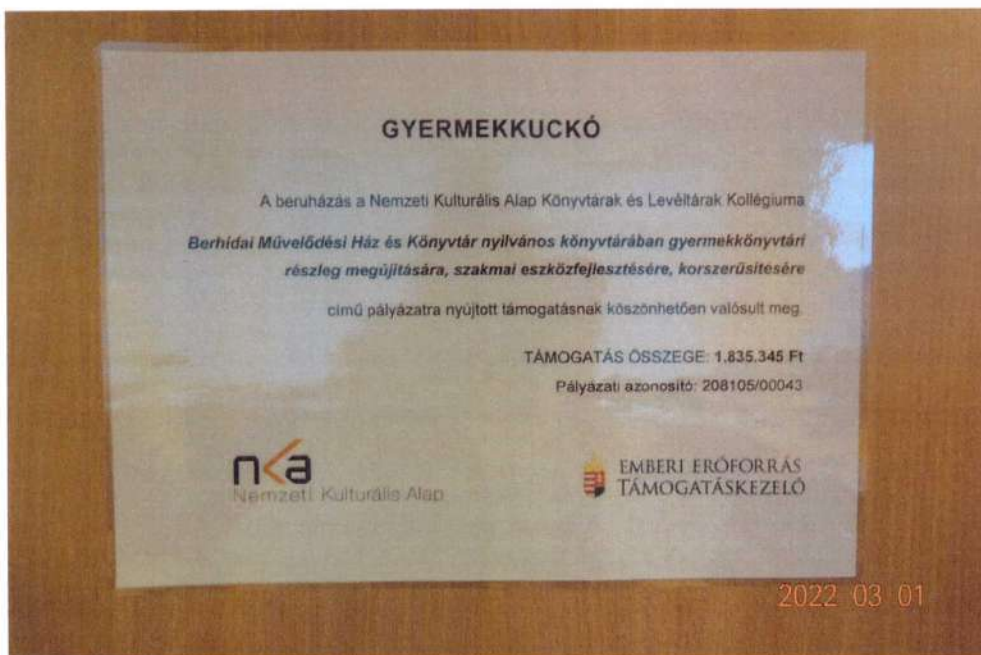 GYERMEKKUCKÓ
A beruházás a Nemzeti Kulturális Alap Könyvtárak és Levéltárak Kollégiuma
Berhidai Művelődési Ház és Könyvtár nyilvános könyvtárában gyermekkönyvtári
részleg megújítására, szakmai eszközfejlesztésére, korszerűsítésére
című pályázatra nyújtott támogatásnak köszönhetően valósult meg.
TÁMOGATÁS ÖSSZEGE: 1.835.345 Ft
Pályázati azonosító: 208105/00043
nka
Nemzeti Kulturális Alap
EMBERI ERŐFORRÁS
TÁMOGATÁSKEZELŐ
2022 03 01